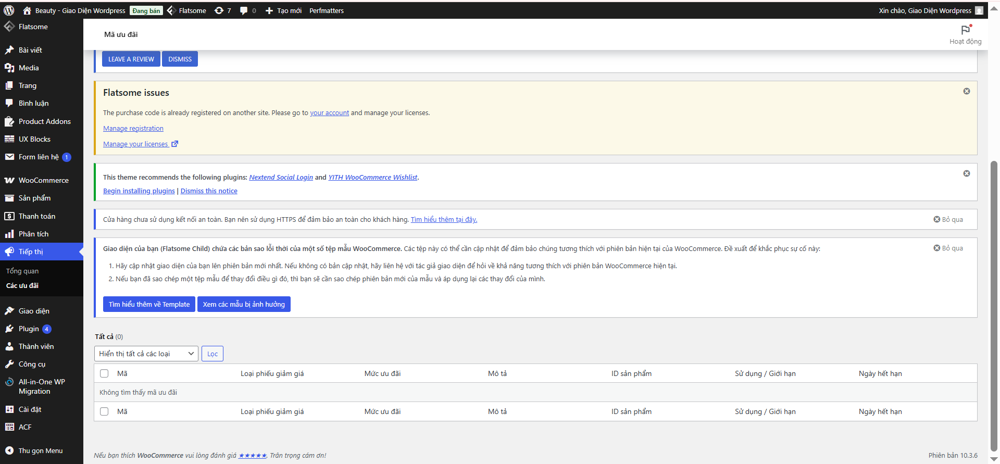 Beauty - Giao Diện Wordpress Đang bán Flatsome 7 0 Tạo mới Perfmatters Xin chào, Giao Diện Wordpress
Flatsome
Bài viết
Media
Trang
Bình luận
Product Addons
UX Blocks
Form liên hệ 1
WooCommerce
Sản phẩm
Thanh toán
Phân tích
Tiếp thị
Tổng quan
Các ưu đãi
Giao diện
Plugin 4
Thành viên
Công cụ
All-in-One WP
Migration
Cài đặt
ACF
Thu gọn Menu
Mã ưu đãi
Hoạt động
LEAVE A REVIEW DISMISS
Flatsome issues
The purchase code is already registered on another site. Please go to your account and manage your licenses.
Manage registration
Manage your licenses
This theme recommends the following plugins: Nextend Social Login and YITH WooCommerce Wishlist.
Begin installing plugins | Dismiss this notice
Cửa hàng chưa sử dụng kết nối an toàn. Bạn nên sử dụng HTTPS để đảm bảo an toàn cho khách hàng. Tìm hiểu thêm tại đây. Bỏ qua
Giao diện của bạn (Flatsome Child) chứa các bản sao lỗi thời của một số tệp mẫu WooCommerce. Các tệp này có thể cần cập nhật để đảm bảo chúng tương thích với phiên bản hiện tại của WooCommerce. Đề xuất để khắc phục sự cố này: Bỏ qua
1. Hãy cập nhật giao diện của bạn lên phiên bản mới nhất. Nếu không có bản cập nhật, hãy liên hệ với tác giả giao diện để hỏi về khả năng tương thích với phiên bản WooCommerce hiện tại.
2. Nếu bạn đã sao chép một tệp mẫu để thay đổi điều gì đó, thì bạn sẽ cần sao chép phiên bản mới của mẫu và áp dụng lại các thay đổi của mình.
Tìm hiểu thêm về Template Xem các mẫu bị ảnh hưởng
Tất cả (0)
Hiển thị tất cả các loại Lọc
Mã Loại phiếu giảm giá Mức ưu đãi Mô tả ID sản phẩm Sử dụng / Giới hạn Ngày hết hạn
Không tìm thấy mã ưu đãi
Mã Loại phiếu giảm giá Mức ưu đãi Mô tả ID sản phẩm Sử dụng / Giới hạn Ngày hết hạn
Nếu bạn thích WooCommerce vui lòng đánh giá ★★★★★. Trân trọng cám ơn! Phiên bản 10.3.6